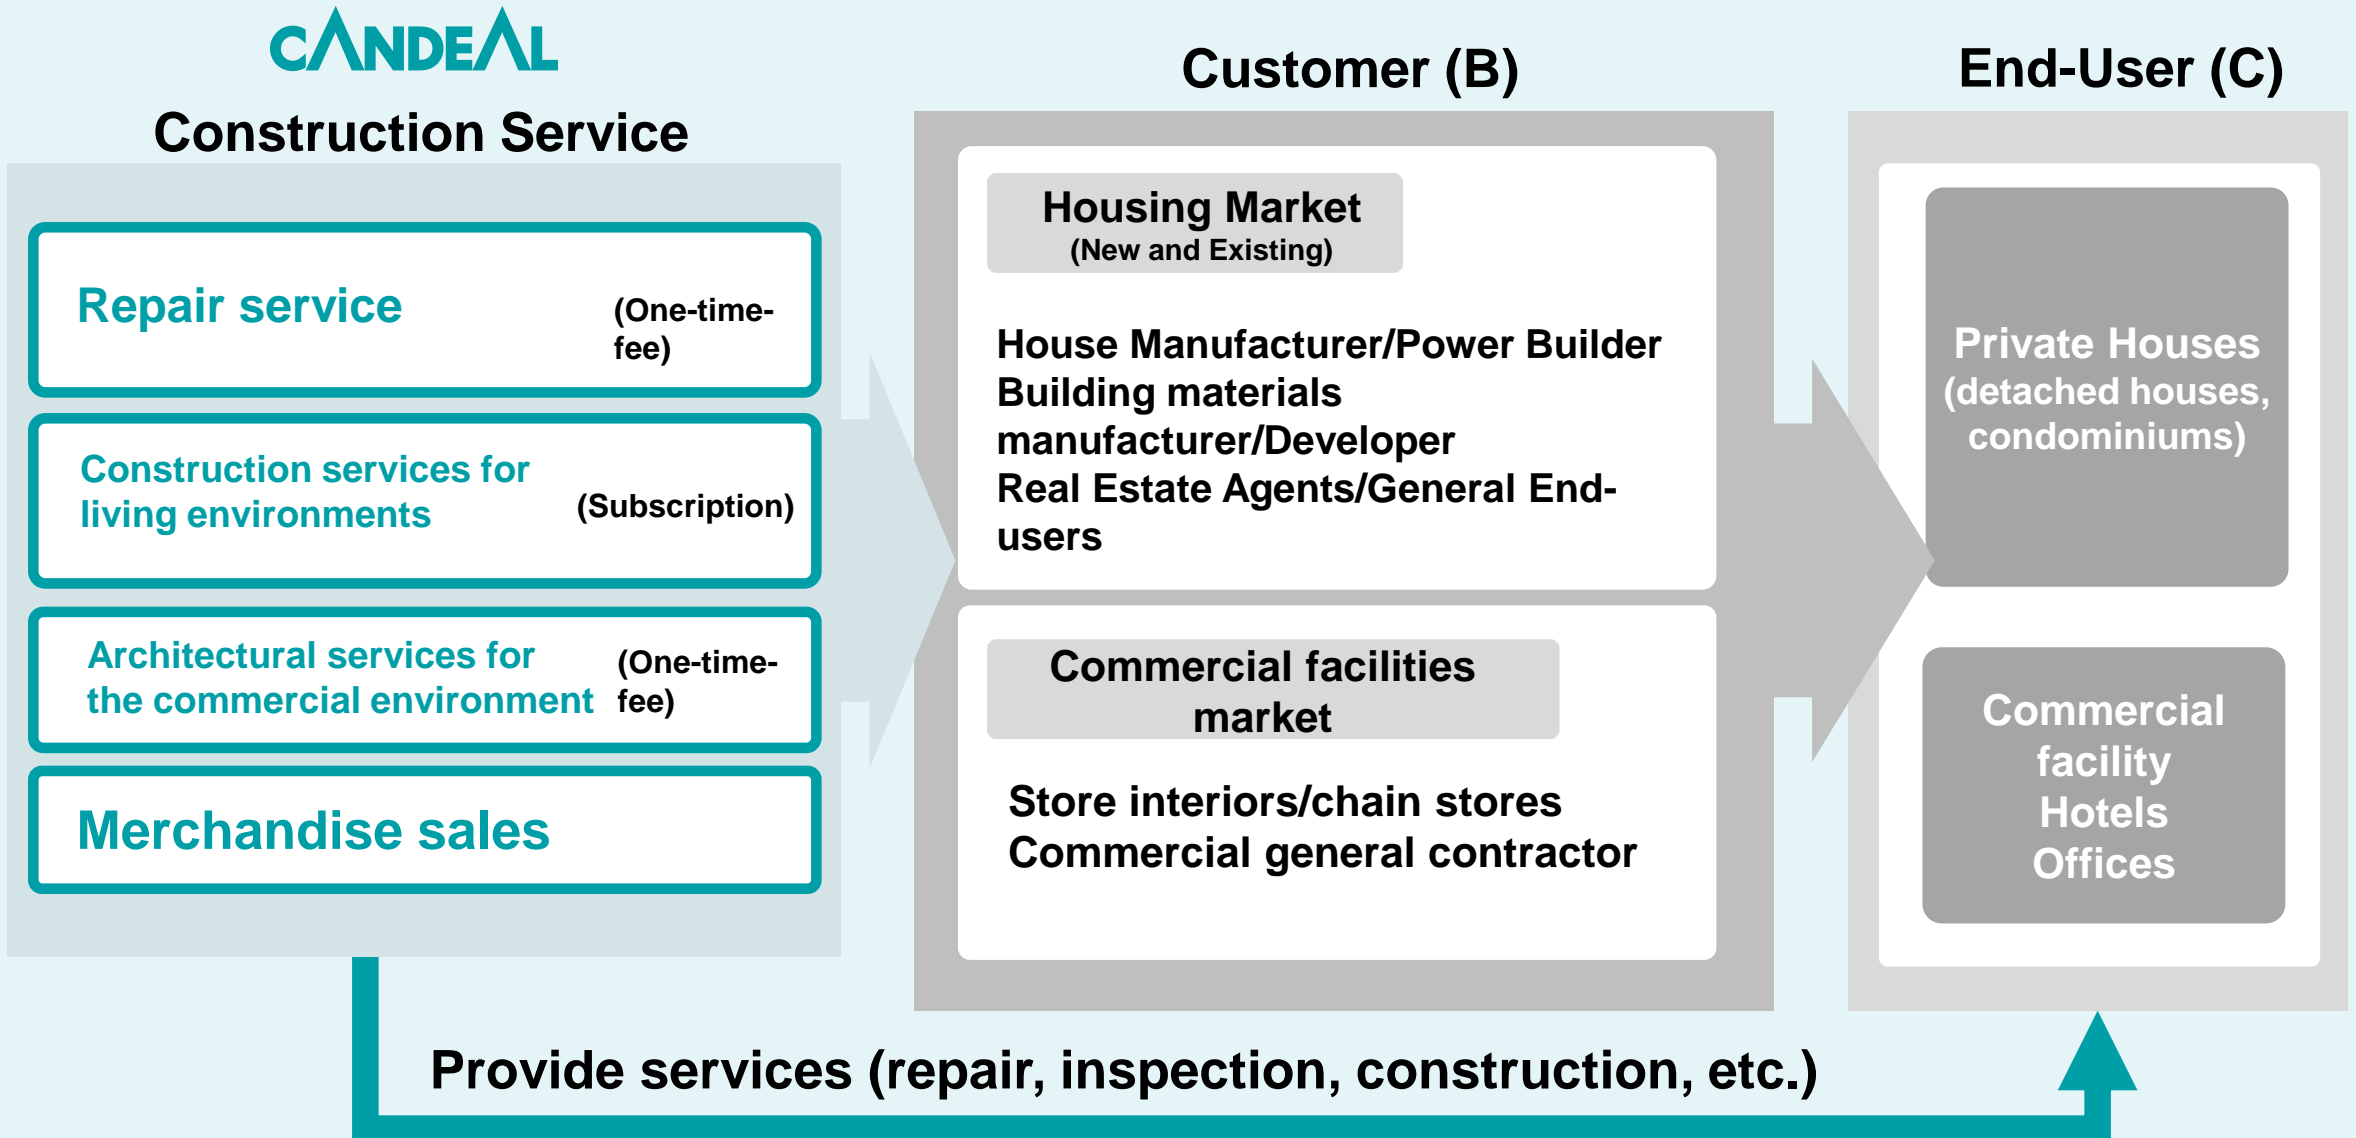 CANDEAL
Construction Service
Repair service
(One-time-
fee)
Construction services for
living environments
(Subscription)
Architectural services for
the commercial environment
(One-time-
fee)
Merchandise sales
Customer (B)
Housing Market
(New and Existing)
House Manufacturer/Power Builder
Building materials
manufacturer/Developer
Real Estate Agents/General End-
users
Commercial facilities
market
Store interiors/chain stores
Commercial general contractor
End-User (C)
Private Houses
(detached houses,
condominiums)
Commercial
facility
Hotels
Offices
Provide services (repair, inspection, construction, etc.)